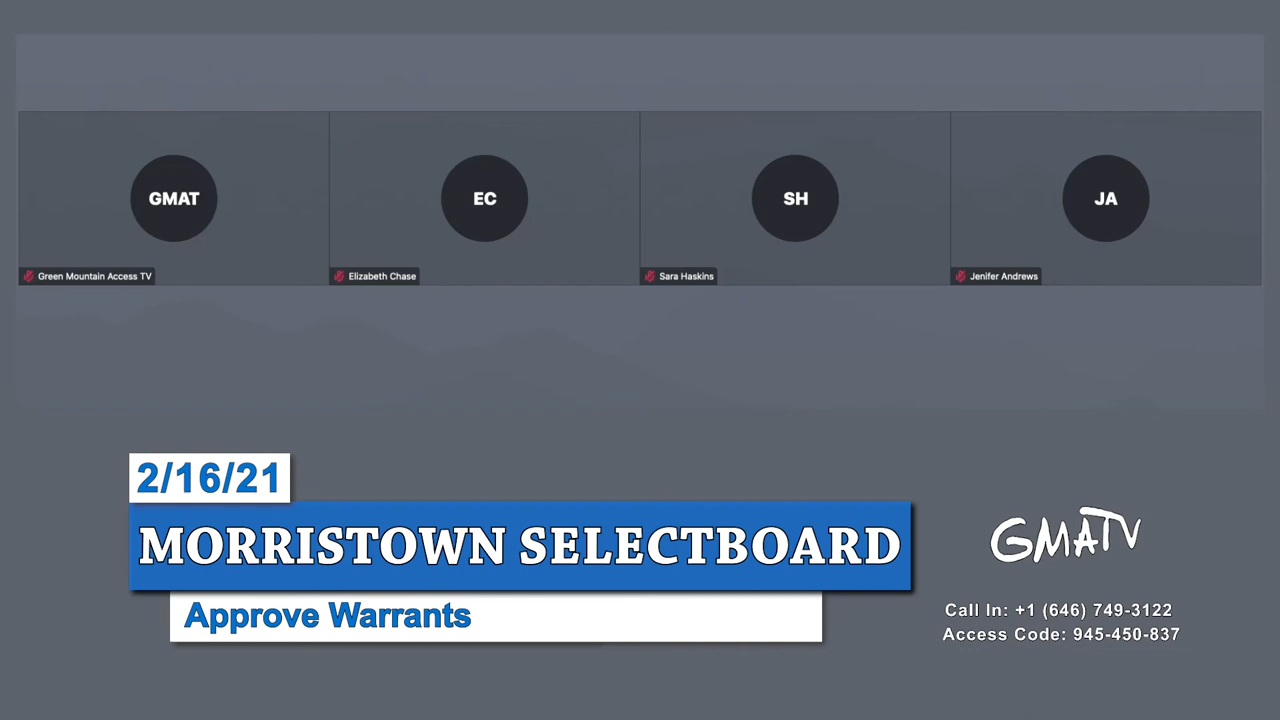 GMAT
EC
SH
JA
Green Mountain Access TV
Elizabeth Chase
Sara Haskins
Jenifer Andrews
2/16/21
MORRISTOWN SELECTBOARD
Approve Warrants
GMATV
Call In: +1 (646) 749-3122
Access Code: 945-450-837